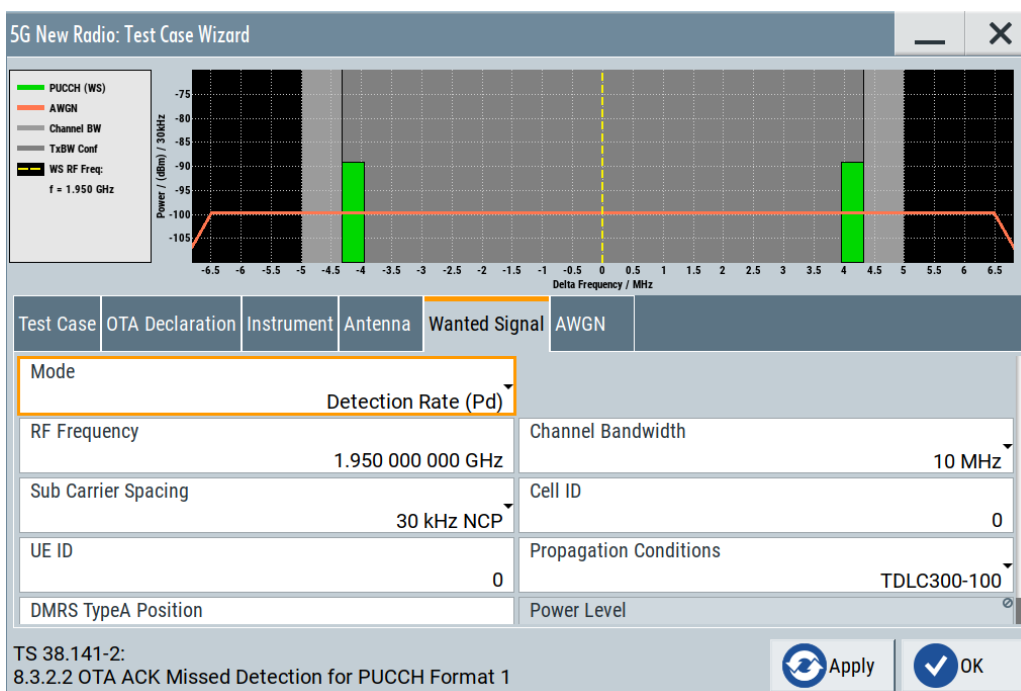 5G New Radio: Test Case Wizard
PUCCH (WS)
AWGN
Channel BW
TxBW Conf
WS RF Freq:
f = 1.950 GHz
Power / (dBm) / 30kHz
-75
-80
-85
-90
-95
-100
-105
-6.5 -6 -5.5 -5 -4.5 -4 -3.5 -3 -2.5 -2 -1.5 -1 -0.5 0 0.5 1 1.5 2 2.5 3 3.5 4 4.5 5 5.5 6 6.5
Delta Frequency / MHz
Test Case OTA Declaration Instrument Antenna Wanted Signal AWGN
Mode
Detection Rate (Pd)
RF Frequency
1.950 000 000 GHz
Channel Bandwidth
10 MHz
Sub Carrier Spacing
30 kHz NCP
Cell ID
0
UE ID
0
Propagation Conditions
TDLC300-100
DMRS TypeA Position
Power Level
TS 38.141-2:
8.3.2.2 OTA ACK Missed Detection for PUCCH Format 1
Apply
OK